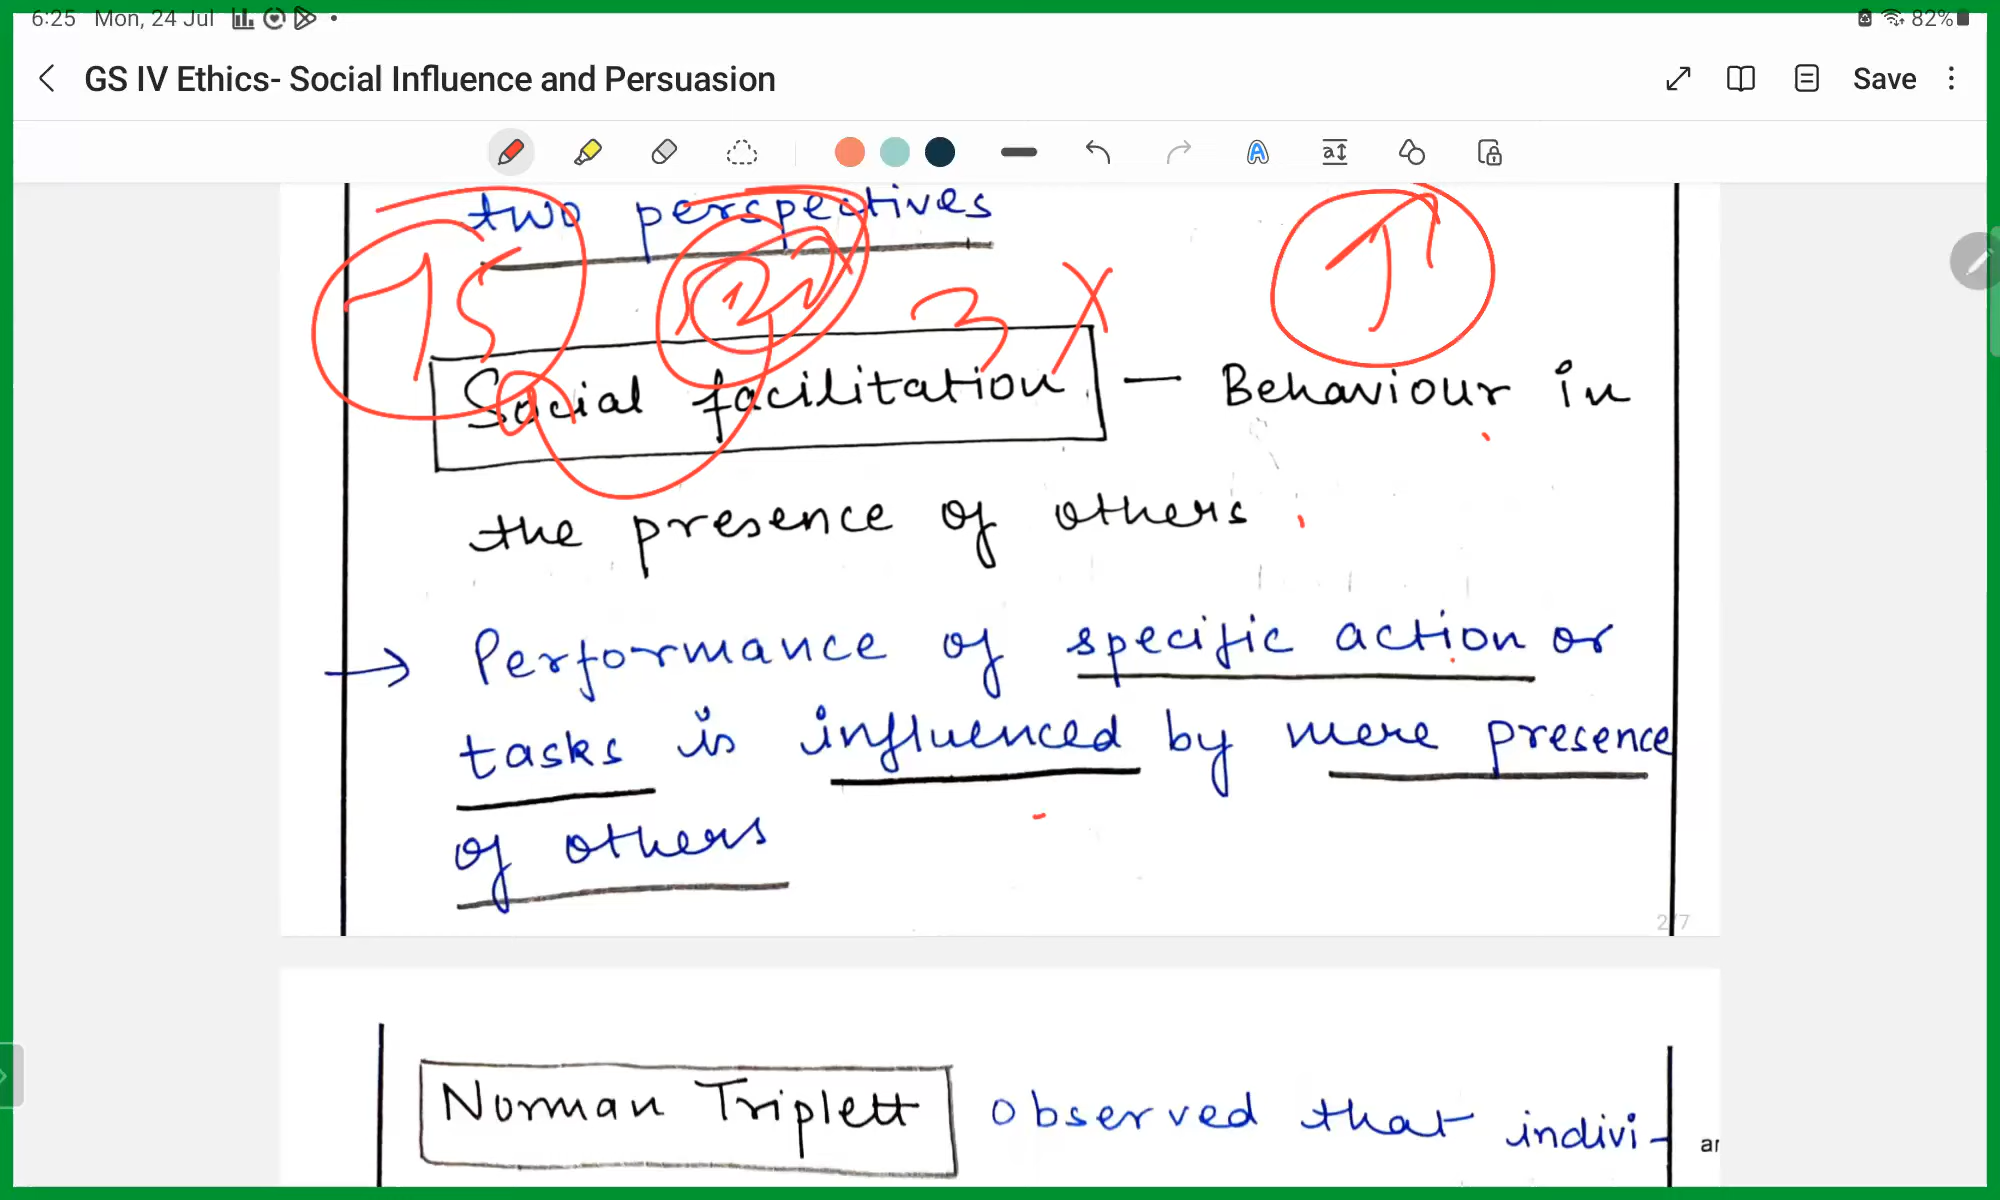 6:25 Mon, 24 Jul 82%
GS IV Ethics- Social Influence and Persuasion Save
two perspectives
75 3 X
Social facilitation — Behaviour in
the presence of others
→ Performance of specific action or
tasks is influenced by mere presence
of others
2/7
Norman Triplett observed that indivi-